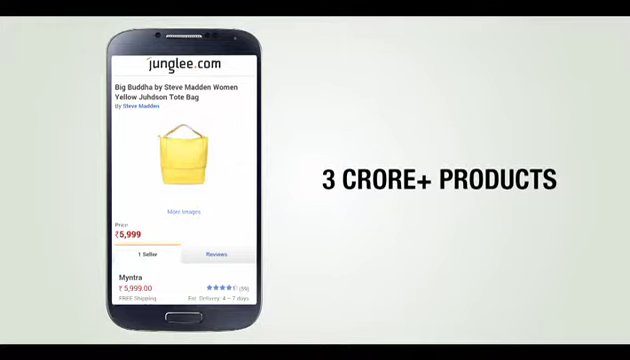 junglee.com
Big Buddha by Steve Madden Women
Yellow Juhdson Tote Bag
By Steve Madden
More Images
Price
₹5,999
1 Seller
Reviews
Myntra
₹ 5,999.00
(59)
FREE Shipping
Est. Delivery: 4 – 7 days
3 CRORE+ PRODUCTS